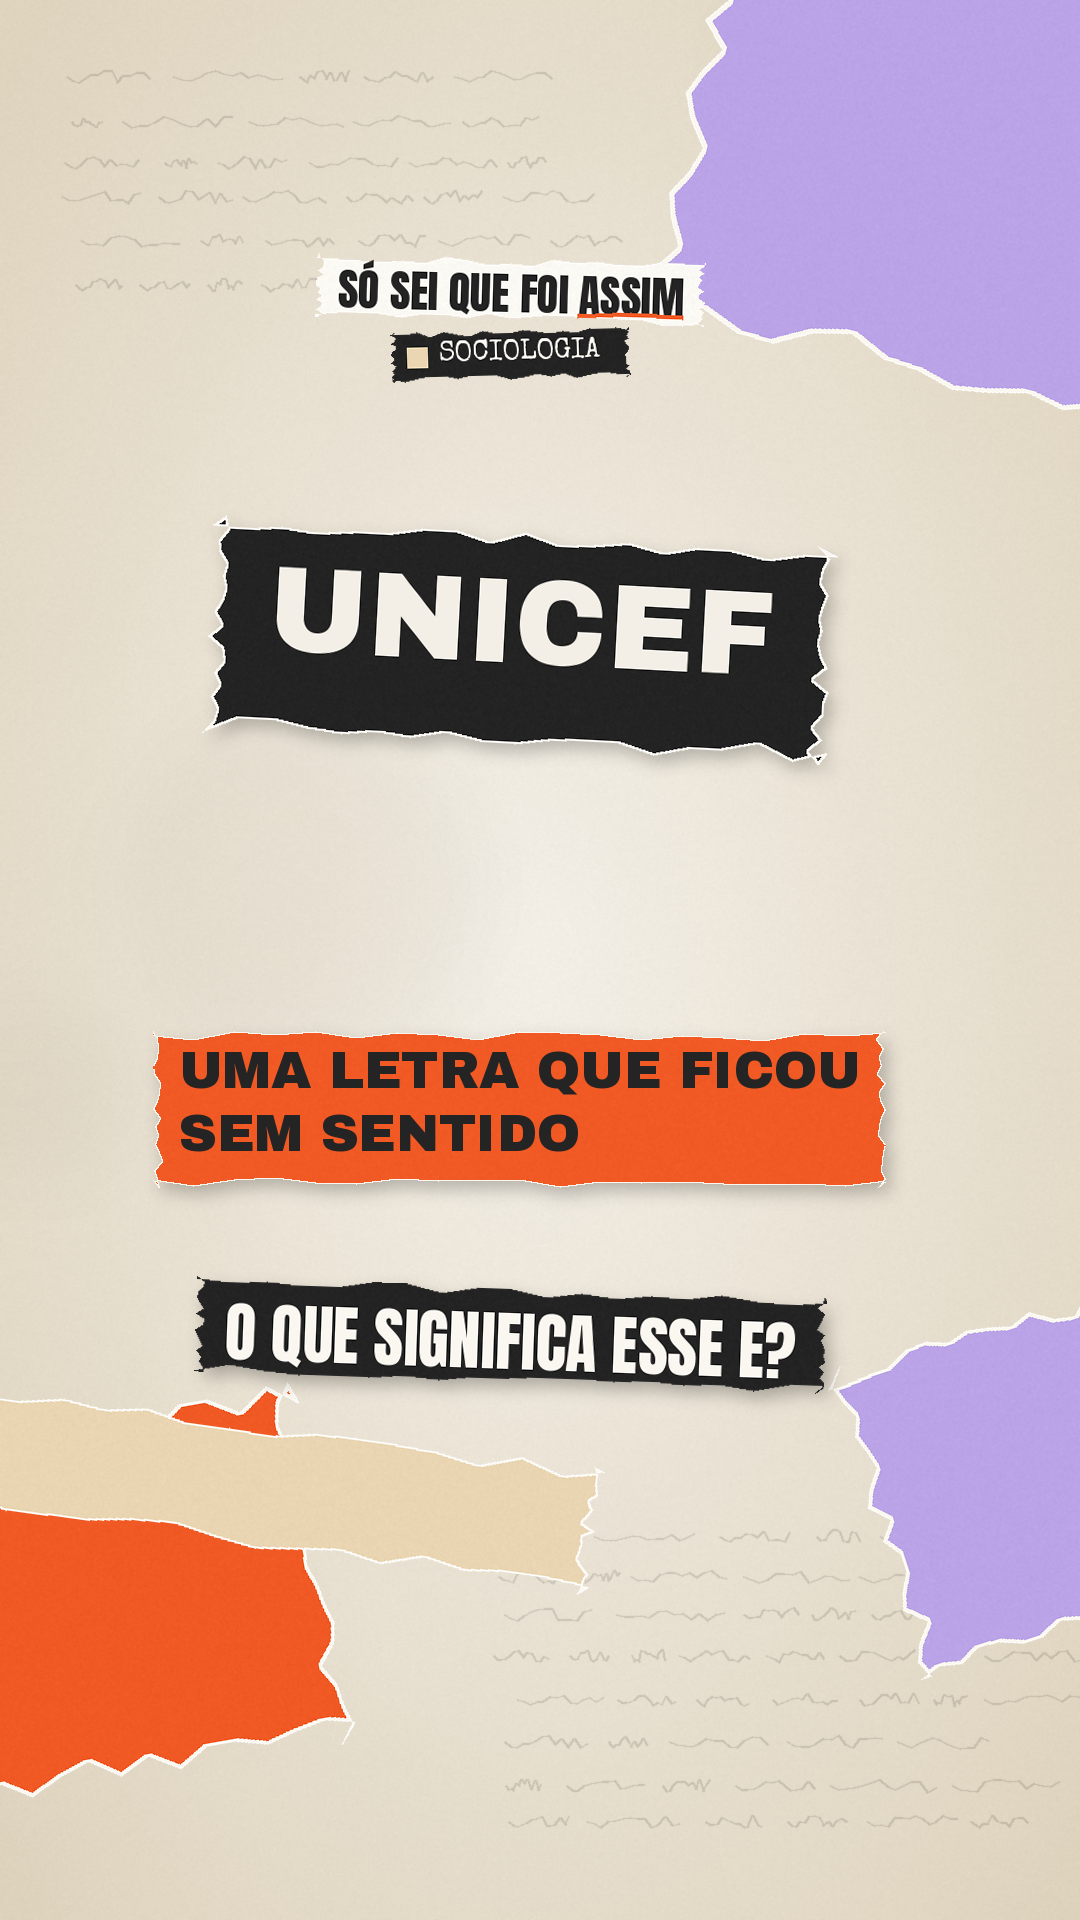 SÓ SEI QUE FOI ASSIM
SOCIOLOGIA
UNICEF
UMA LETRA QUE FICOU
SEM SENTIDO
O QUE SIGNIFICA ESSE E?